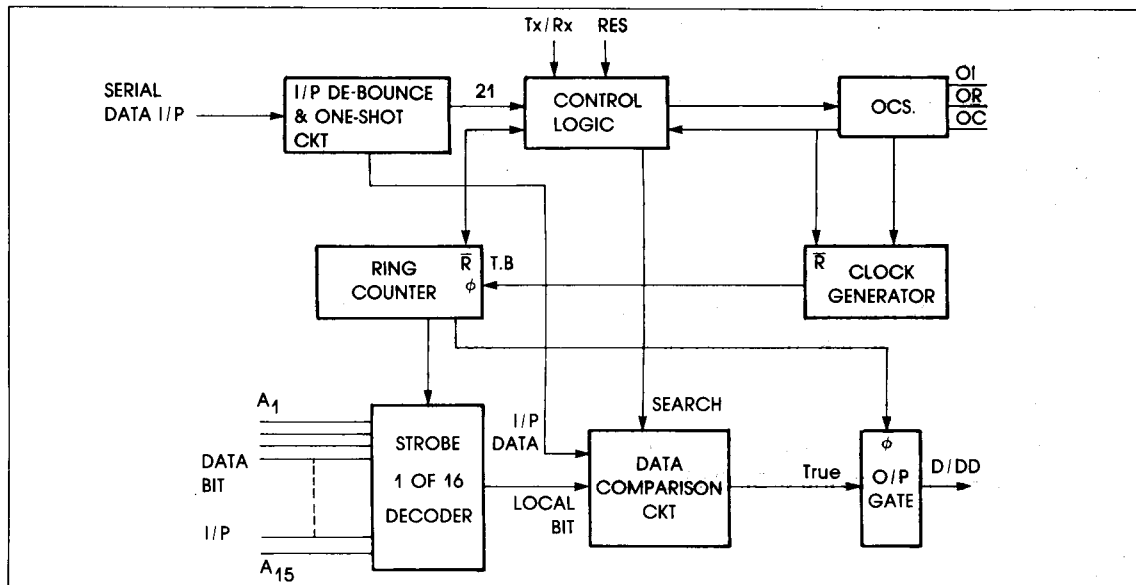 Tx/Rx RES
SERIAL
DATA I/P
I/P DE-BOUNCE
& ONE-SHOT
CKT
21
CONTROL
LOGIC
OCS.
OI
OR
OC
RING
COUNTER
R̅
φ
T.B
R̅
CLOCK
GENERATOR
A1
DATA
BIT
I/P
A15
STROBE
1 OF 16
DECODER
I/P
DATA
LOCAL
BIT
SEARCH
DATA
COMPARISON
CKT
True
φ
O/P
GATE
D/DD